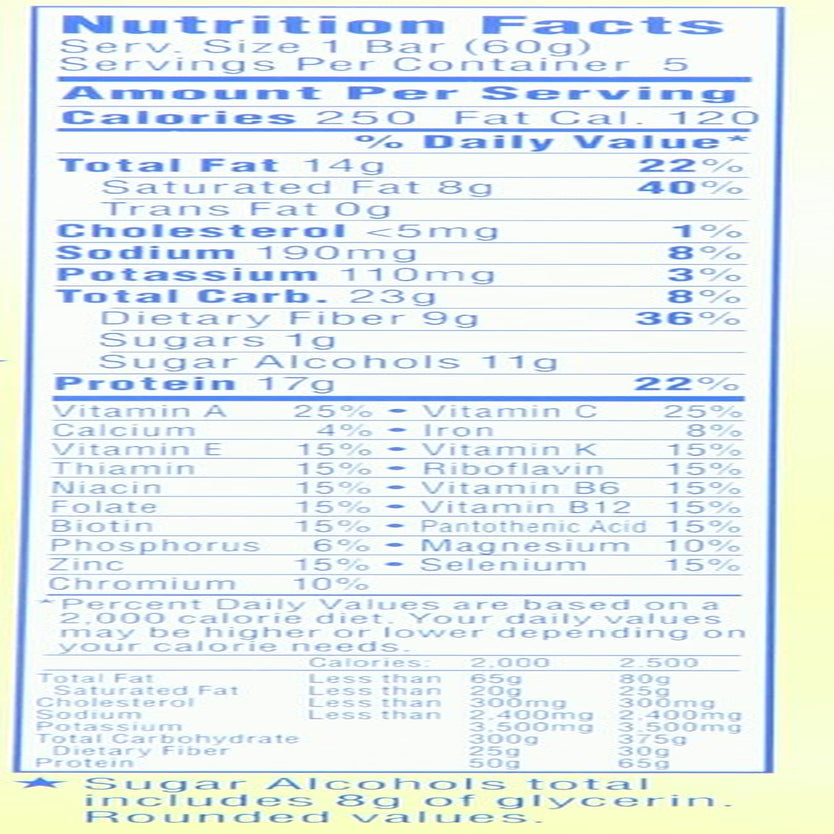 Nutrition Facts
Serv. Size 1 Bar (60g)
Servings Per Container 5
Amount Per Serving
Calories 250 Fat Cal. 120
% Daily Value*
Total Fat 14g 22%
Saturated Fat 8g 40%
Trans Fat 0g
Cholesterol <5mg 1%
Sodium 190mg 8%
Potassium 110mg 3%
Total Carb. 23g 8%
Dietary Fiber 9g 36%
Sugars 1g
Sugar Alcohols 11g
Protein 17g 22%
Vitamin A 25% • Vitamin C 25%
Calcium 4% • Iron 8%
Vitamin E 15% • Vitamin K 15%
Thiamin 15% • Riboflavin 15%
Niacin 15% • Vitamin B6 15%
Folate 15% • Vitamin B12 15%
Biotin 15% • Pantothenic Acid 15%
Phosphorus 6% • Magnesium 10%
Zinc 15% • Selenium 15%
Chromium 10%
*Percent Daily Values are based on a
2,000 calorie diet. Your daily values
may be higher or lower depending on
your calorie needs.
Calories: 2,000 2,500
Total Fat Less than 65g 80g
Saturated Fat Less than 20g 25g
Cholesterol Less than 300mg 300mg
Sodium Less than 2,400mg 2,400mg
Potassium 3,500mg 3,500mg
Total Carbohydrate 300g 375g
Dietary Fiber 25g 30g
Protein 50g 65g
★ Sugar Alcohols total
includes 8g of glycerin.
Rounded values.